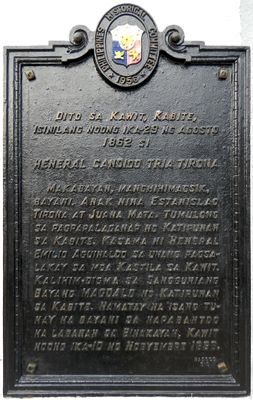 PHILIPPINES HISTORICAL COMMITTEE
1953
DITO SA KAWIT, KABITE,
ISINILANG NOONG IKA-29 NG AGOSTO
1862 SI
HENERAL CANDIDO TRIA TIRONA
MAKABAYAN, MANGHIHIMAGSIK,
BAYANI. ANAK NINA ESTANISLAO
TIRONA AT JUANA MATA. TUMULONG
SA PAGPAPALAGANAP NG KATIPUNAN
SA KABITE. KASAMA NI HENERAL
EMILIO AGUINALDO SA UNANG PAGSA-
LAKAY SA MGA KASTILA SA KAWIT.
KALIHIM-DIGMA SA SANGGUNIANG
BAYANG MAGDALO NG KATIPUNAN
SA KABITE. NAMATAY NA ISANG TU-
NAY NA BAYANI SA NAPABANTOG
NA LABANAN SA BINAKAYAN, KAWIT
NOONG IKA-10 NG NOBYEMBRE 1896.